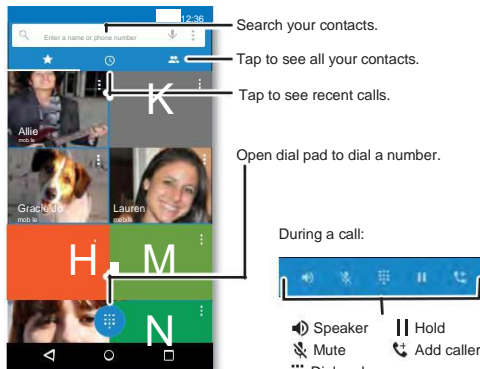 12:36
Enter a name or phone number
Search your contacts.
Tap to see all your contacts.
Tap to see recent calls.
K
Allie
mobile
Open dial pad to dial a number.
Gracie Jo
mobile
Lauren
mobile
H
M
N
During a call:
Speaker
Hold
Mute
Add caller